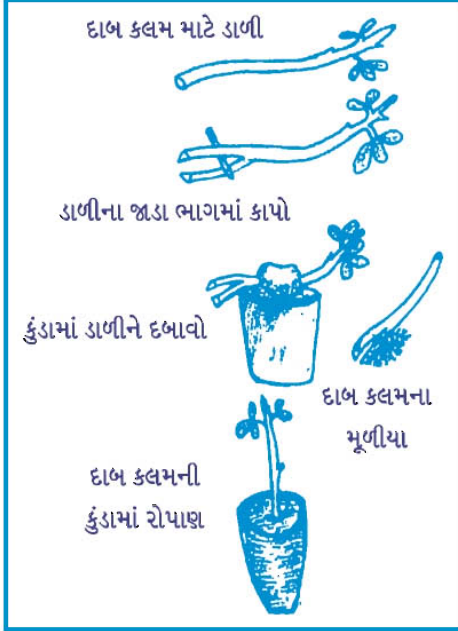 દાબ કલમ માટે ડાળી
ડાળીના જાડા ભાગમાં કાપો
કુંડામાં ડાળીને દબાવો
દાબ કલમના
મૂળીયા
દાબ કલમની
કુંડામાં રોપાણ